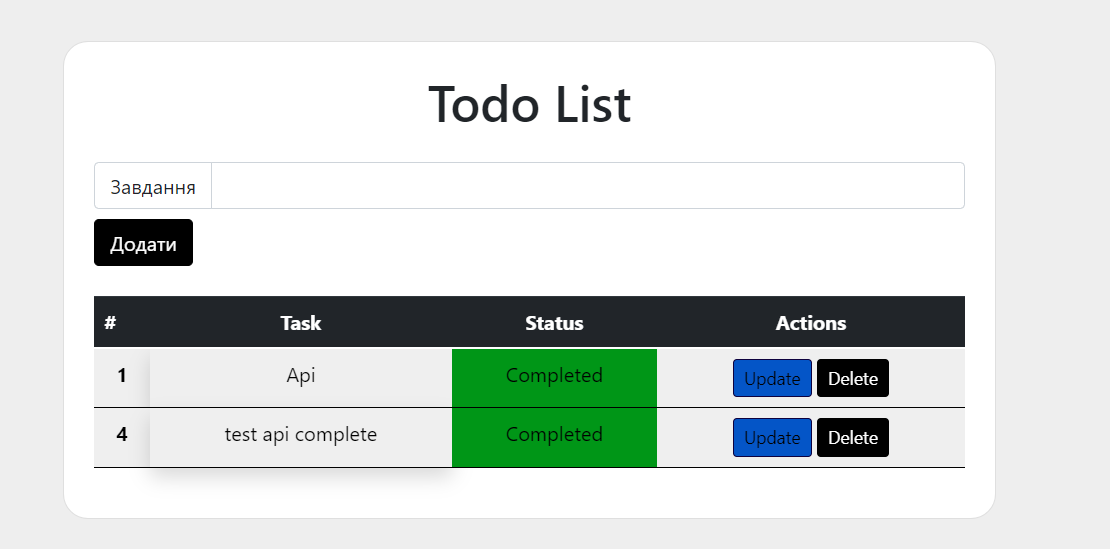 Todo List
Завдання
Додати
# Task Status Actions
1 Api Completed Update Delete
4 test api complete Completed Update Delete